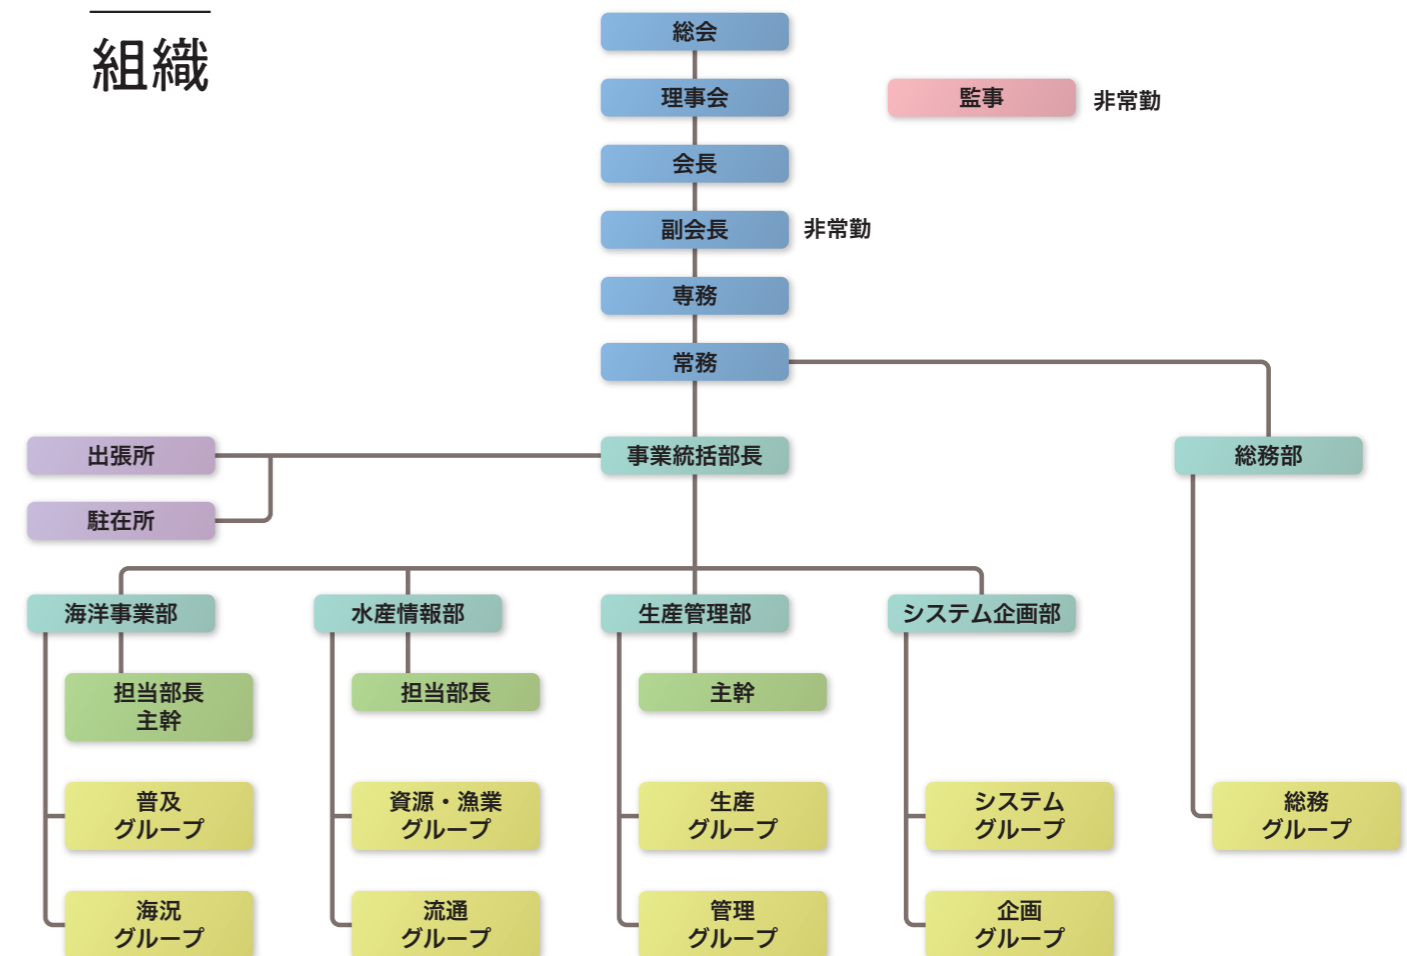 組織
総会
理事会
監事
非常勤
会長
副会長
非常勤
専務
常務
出張所
事業統括部長
総務部
駐在所
海洋事業部
水産情報部
生産管理部
システム企画部
担当部長
主幹
担当部長
主幹
普及
グループ
資源・漁業
グループ
生産
グループ
システム
グループ
総務
グループ
海況
グループ
流通
グループ
管理
グループ
企画
グループ